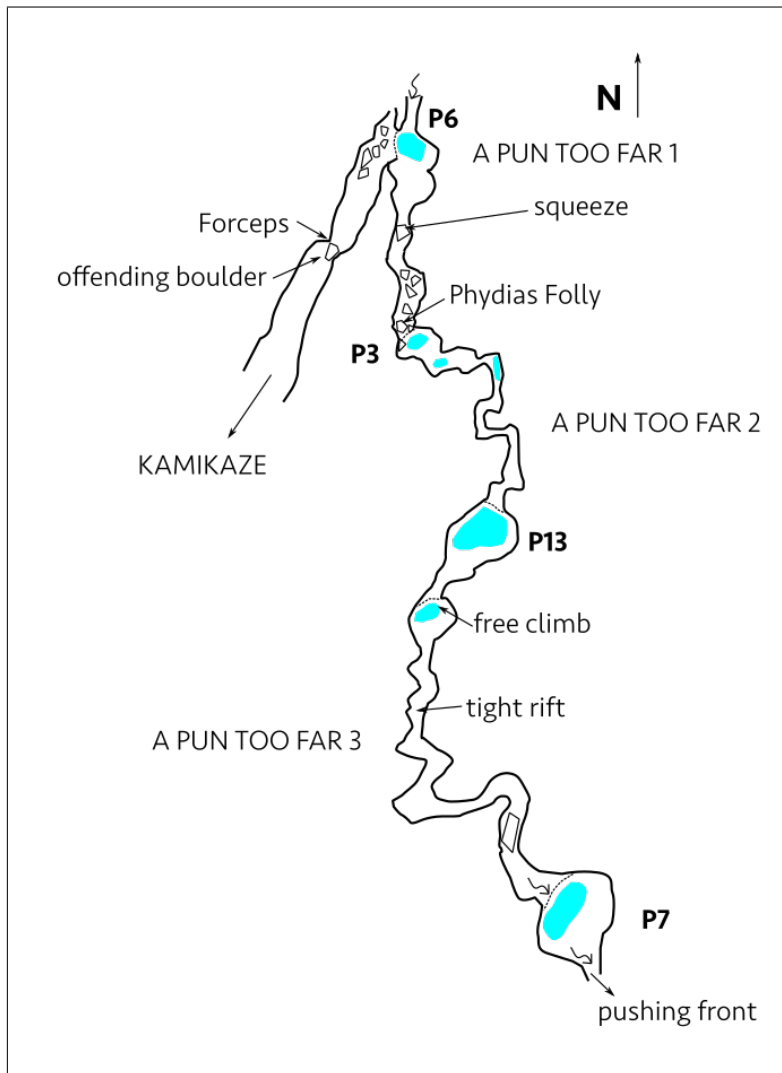 N
P6
A PUN TOO FAR 1
squeeze
Forceps
offending boulder
Phydias Folly
P3
A PUN TOO FAR 2
KAMIKAZE
P13
free climb
tight rift
A PUN TOO FAR 3
P7
pushing front